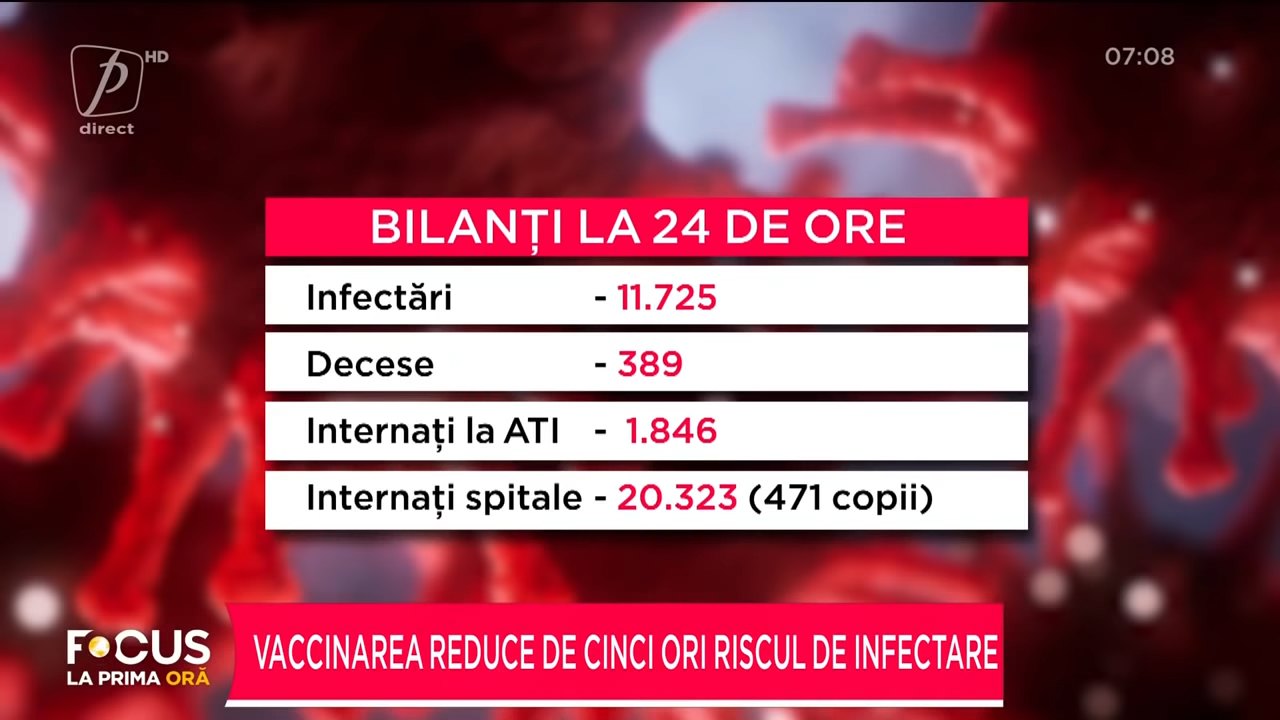 HD
direct
07:08
BILANȚI LA 24 DE ORE
Infectări - 11.725
Decese - 389
Internați la ATI - 1.846
Internați spitale - 20.323 (471 copii)
FOCUS
LA PRIMA ORĂ
VACCINAREA REDUCE DE CINCI ORI RISCUL DE INFECTARE